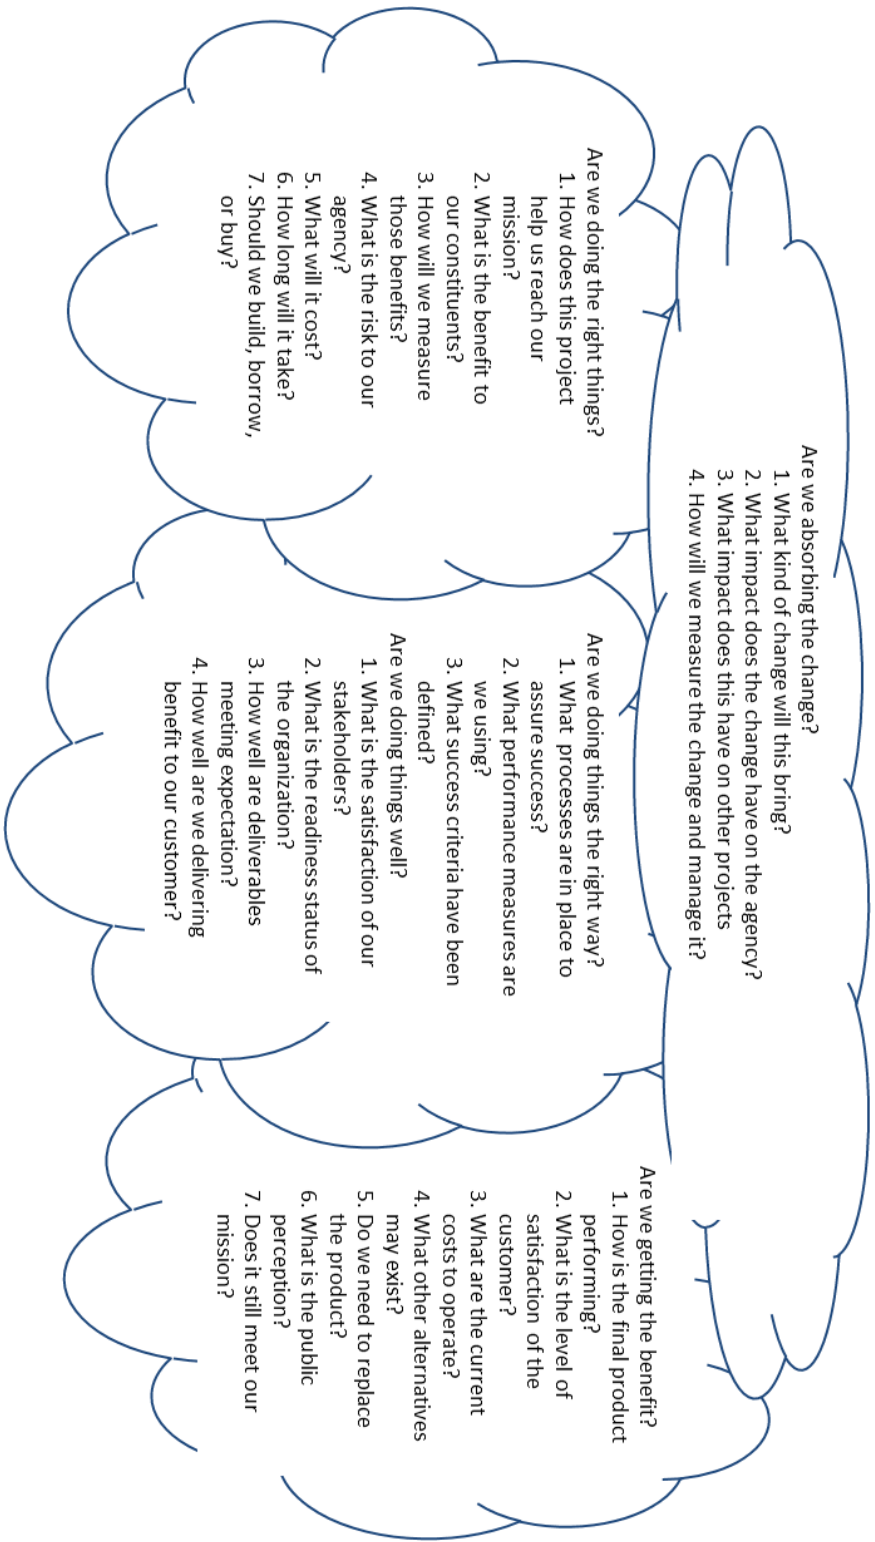 Are we absorbing the change?
1. What kind of change will this bring?
2. What impact does the change have on the agency?
3. What impact does this have on other projects
4. How will we measure the change and manage it?
Are we doing the right things?
1. How does this project
help us reach our
mission?
2. What is the benefit to
our constituents?
3. How will we measure
those benefits?
4. What is the risk to our
agency?
5. What will it cost?
6. How long will it take?
7. Should we build, borrow,
or buy?
Are we doing things the right way?
1. What processes are in place to
assure success?
2. What performance measures are
we using?
3. What success criteria have been
defined?
Are we doing things well?
1. What is the satisfaction of our
stakeholders?
2. What is the readiness status of
the organization?
3. How well are deliverables
meeting expectation?
4. How well are we delivering
benefit to our customer?
Are we getting the benefit?
1. How is the final product
performing?
2. What is the level of
satisfaction of the
customer?
3. What are the current
costs to operate?
4. What other alternatives
may exist?
5. Do we need to replace
the product?
6. What is the public
perception?
7. Does it still meet our
mission?